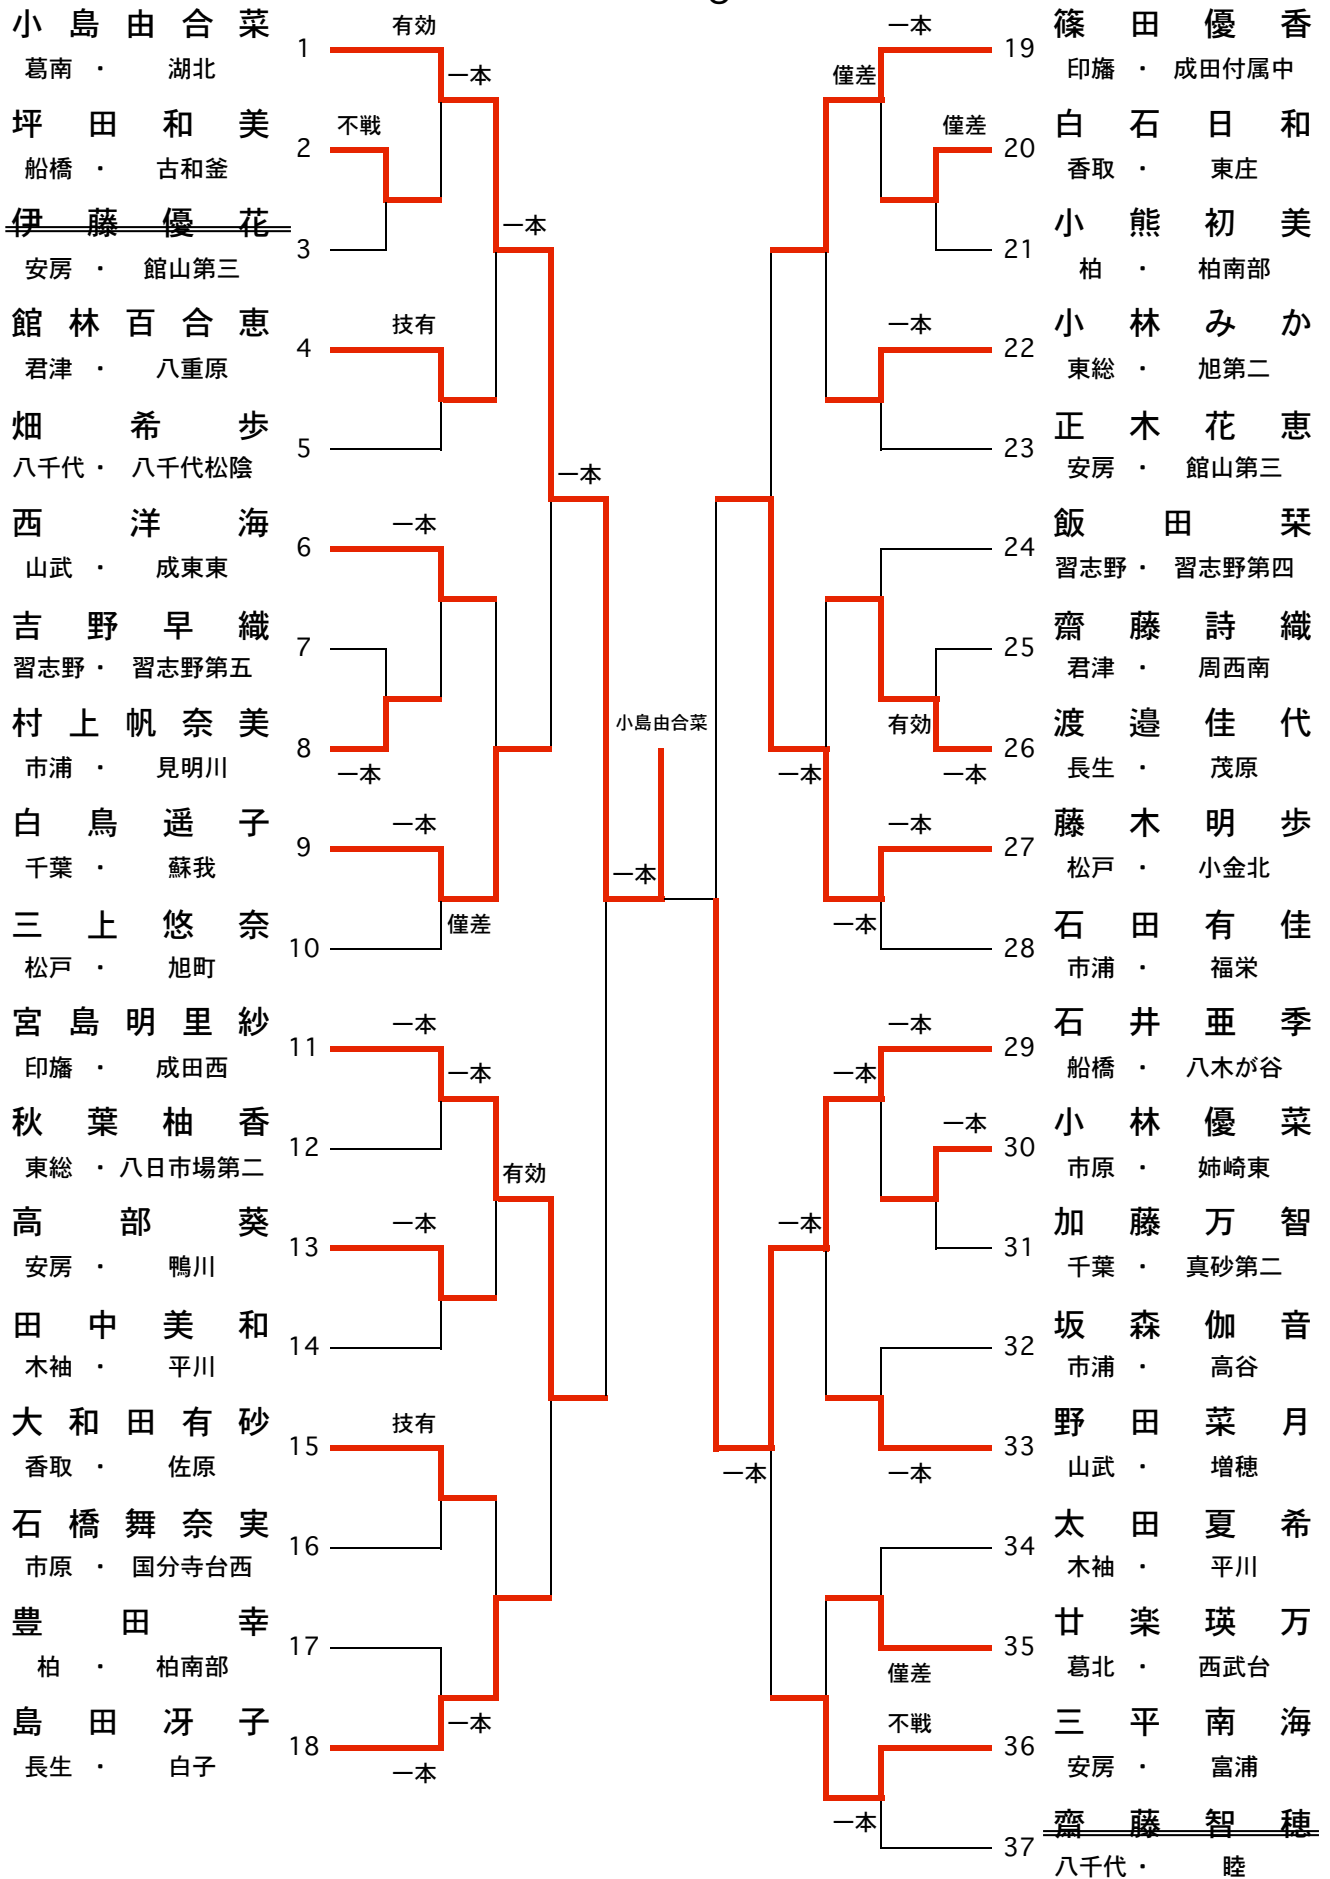 g
小島由合菜
葛南 ・ 湖北
1
有効
坪田和美
船橋 ・ 古和釜
2
不戦
一本
伊藤優花
安房 ・ 館山第三
3
一本
館林百合恵
君津 ・ 八重原
4
技有
畑希歩
八千代 ・ 八千代松陰
5
一本
西洋海
山武 ・ 成東東
6
一本
吉野早織
習志野 ・ 習志野第五
7
村上帆奈美
市浦 ・ 見明川
8
一本
白鳥遥子
千葉 ・ 蘇我
9
一本
三上悠奈
松戸 ・ 旭町
10
僅差
宮島明里紗
印旛 ・ 成田西
11
一本
一本
秋葉柚香
東総 ・ 八日市場第二
12
有効
高部葵
安房 ・ 鴨川
13
一本
田中美和
木袖 ・ 平川
14
大和田有砂
香取 ・ 佐原
15
技有
石橋舞奈実
市原 ・ 国分寺台西
16
豊田幸
柏 ・ 柏南部
17
島田冴子
長生 ・ 白子
18
一本
一本
小島由合菜
一本
一本
19
篠田優香
印旛 ・ 成田付属中
僅差
僅差
20
白石日和
香取 ・ 東庄
21
小熊初美
柏 ・ 柏南部
一本
22
小林みか
東総 ・ 旭第二
23
正木花恵
安房 ・ 館山第三
24
飯田栞
習志野 ・ 習志野第四
25
齋藤詩織
君津 ・ 周西南
有効
26
渡邉佳代
長生 ・ 茂原
一本
一本
一本
27
藤木明歩
松戸 ・ 小金北
一本
28
石田有佳
市浦 ・ 福栄
一本
29
石井亜季
船橋 ・ 八木が谷
一本
一本
30
小林優菜
市原 ・ 姉崎東
一本
31
加藤万智
千葉 ・ 真砂第二
32
坂森伽音
市浦 ・ 高谷
33
野田菜月
山武 ・ 増穂
一本
一本
34
太田夏希
木袖 ・ 平川
35
廿楽瑛万
葛北 ・ 西武台
僅差
不戦
36
三平南海
安房 ・ 富浦
一本
37
齋藤智穂
八千代 ・ 睦